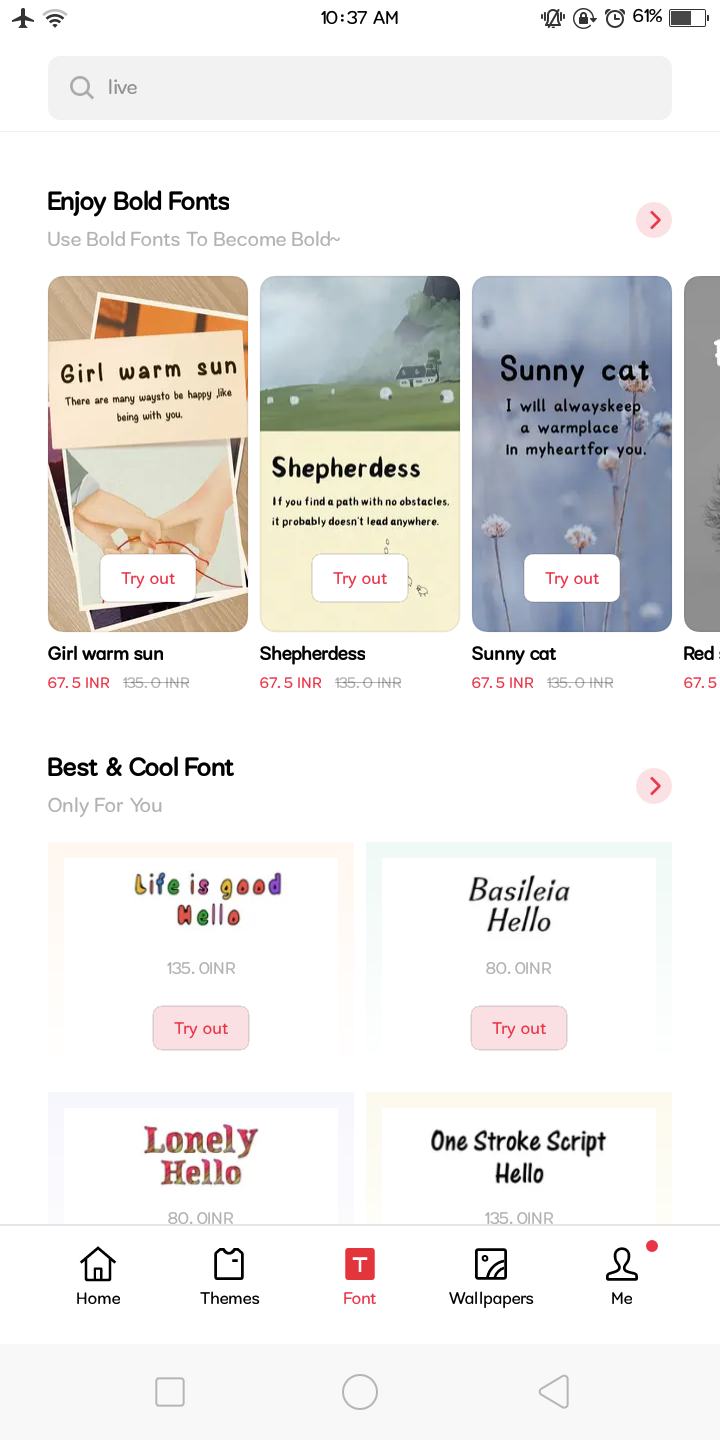 10:37 AM
61%
live
Enjoy Bold Fonts
Use Bold Fonts To Become Bold~
Girl warm sun
There are many waysto be happy ,like
being with you.
Try out
Shepherdess
If you find a path with no obstacles.
it probably doesn't lead anywhere.
Try out
Sunny cat
I will alwayskeep
a warmplace
In myheartfor you.
Try out
Girl warm sun
67.5 INR 135.0 INR
Shepherdess
67.5 INR 135.0 INR
Sunny cat
67.5 INR 135.0 INR
Red
67.5
Best & Cool Font
Only For You
Life is good
Hello
135.0INR
Try out
Basileia
Hello
80.0INR
Try out
Lonely
Hello
80.0INR
One Stroke Script
Hello
135.0INR
T
Home
Themes
Font
Wallpapers
Me